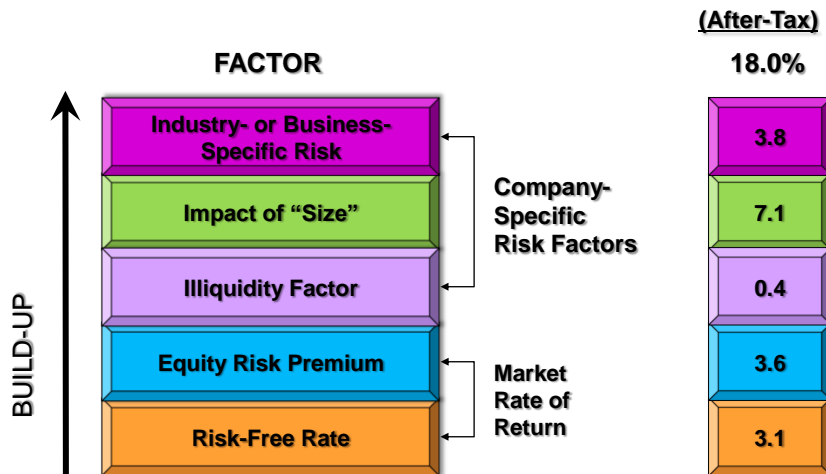 (After-Tax)
FACTOR
18.0%
Industry- or Business-
Specific Risk
3.8
Impact of “Size”
7.1
Illiquidity Factor
0.4
Equity Risk Premium
3.6
Risk-Free Rate
3.1
Company-
Specific
Risk Factors
Market
Rate of
Return
BUILD-UP